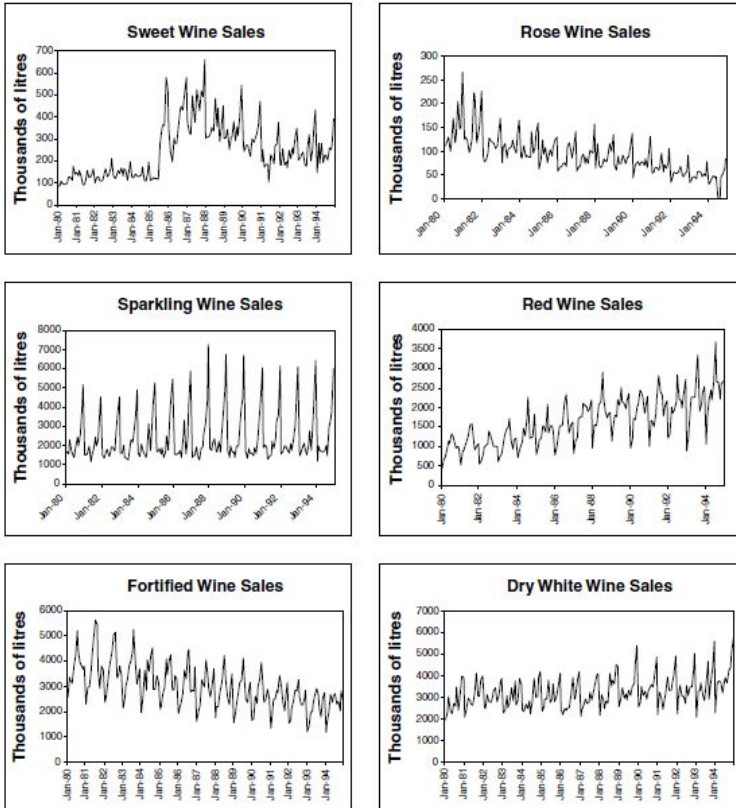 Sweet Wine Sales
Thousands of litres
700
600
500
400
300
200
100
0
Jan-80
Jan-81
Jan-82
Jan-83
Jan-84
Jan-85
Jan-86
Jan-87
Jan-88
Jan-89
Jan-90
Jan-91
Jan-92
Jan-93
Jan-94
Rose Wine Sales
Thousands of litres
300
250
200
150
100
50
0
Jan-80
Jan-82
Jan-84
Jan-86
Jan-88
Jan-90
Jan-92
Jan-94
Sparkling Wine Sales
Thousands of litres
8000
7000
6000
5000
4000
3000
2000
1000
0
Jan-80
Jan-82
Jan-84
Jan-86
Jan-88
Jan-90
Jan-92
Jan-94
Red Wine Sales
Thousands of litres
4000
3500
3000
2500
2000
1500
1000
500
0
Jan-80
Jan-82
Jan-84
Jan-86
Jan-88
Jan-90
Jan-92
Jan-94
Fortified Wine Sales
Thousands of litres
6000
5000
4000
3000
2000
1000
0
Jan-80
Jan-81
Jan-82
Jan-83
Jan-84
Jan-85
Jan-86
Jan-87
Jan-88
Jan-89
Jan-90
Jan-91
Jan-92
Jan-93
Jan-94
Dry White Wine Sales
Thousands of litres
7000
6000
5000
4000
3000
2000
1000
0
Jan-80
Jan-81
Jan-82
Jan-83
Jan-84
Jan-85
Jan-86
Jan-87
Jan-88
Jan-89
Jan-90
Jan-91
Jan-92
Jan-93
Jan-94